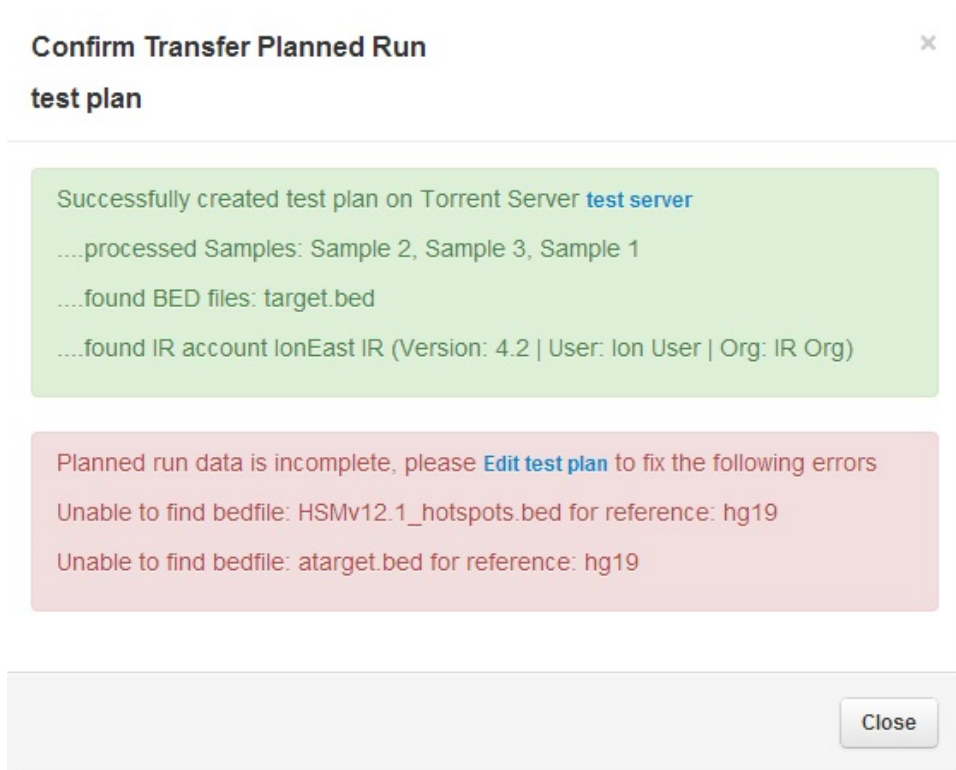 Confirm Transfer Planned Run
×
test plan
Successfully created test plan on Torrent Server test server
....processed Samples: Sample 2, Sample 3, Sample 1
....found BED files: target.bed
....found IR account IonEast IR (Version: 4.2 | User: Ion User | Org: IR Org)
Planned run data is incomplete, please Edit test plan to fix the following errors
Unable to find bedfile: HSMv12.1_hotspots.bed for reference: hg19
Unable to find bedfile: atarget.bed for reference: hg19
Close